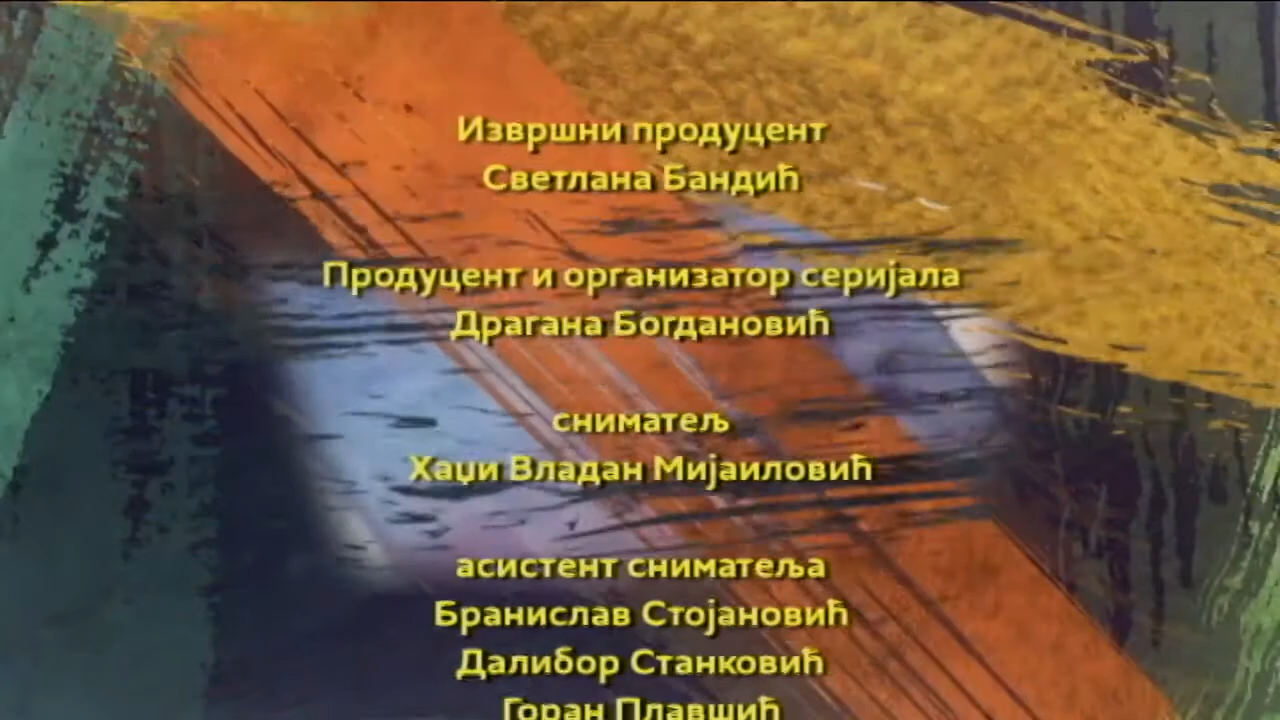 Извршни продуцент
Светлана Бандић
Продуцент и организатор серијала
Драгана Богдановић
сниматељ
Хаџи Владан Мијаиловић
асистент сниматеља
Бранислав Стојановић
Далибор Станковић
Горан Плавшић